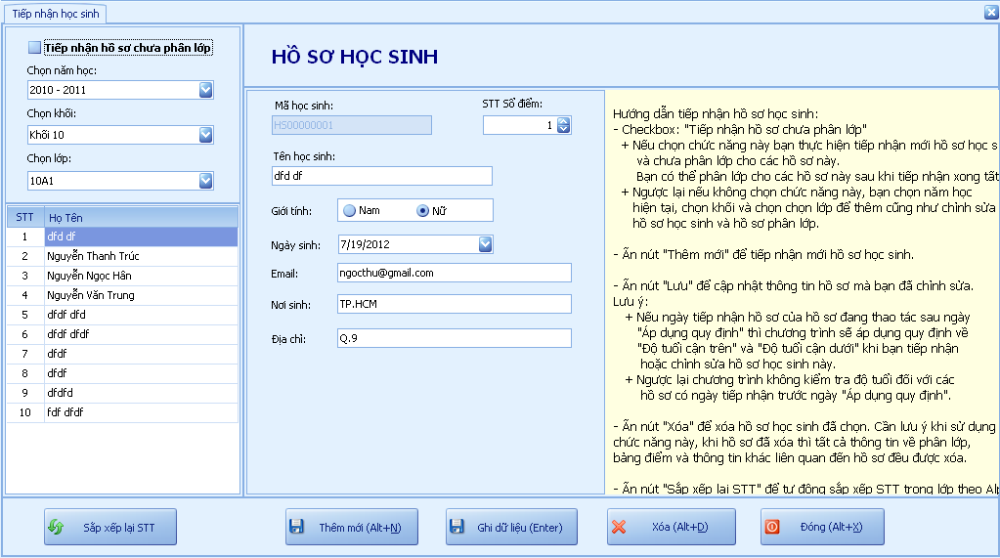 Tiếp nhận học sinh
Tiếp nhận hồ sơ chưa phân lớp
Chọn năm học:
2010 - 2011
Chọn khối:
Khối 10
Chọn lớp:
10A1
STT Họ Tên
1 dfd df
2 Nguyễn Thanh Trúc
3 Nguyễn Ngọc Hân
4 Nguyễn Văn Trung
5 dfdf dfd
6 dfdf dfdf
7 dfdf
8 dfdf
9 dfdfd
10 fdf dfdf
HỒ SƠ HỌC SINH
Mã học sinh:
HS00000001
STT Sổ điểm:
1
Tên học sinh:
dfd df
Giới tính:
Nam Nữ
Ngày sinh:
7/19/2012
Email:
ngocthu@gmail.com
Nơi sinh:
TP.HCM
Địa chỉ:
Q.9
Hướng dẫn tiếp nhận hồ sơ học sinh:
- Checkbox: "Tiếp nhận hồ sơ chưa phân lớp"
+ Nếu chọn chức năng này bạn thực hiện tiếp nhận mới hồ sơ học s
và chưa phân lớp cho các hồ sơ này.
Bạn có thể phân lớp cho các hồ sơ này sau khi tiếp nhận xong tất
+ Ngược lại nếu không chọn chức năng này, bạn chọn năm học
hiện tại, chọn khối và chọn chọn lớp để thêm cũng như chỉnh sửa
hồ sơ học sinh và hồ sơ phân lớp.
- Ấn nút "Thêm mới" để tiếp nhận mới hồ sơ học sinh.
- Ấn nút "Lưu" để cập nhật thông tin hồ sơ mà bạn đã chỉnh sửa.
Lưu ý:
+ Nếu ngày tiếp nhận hồ sơ của hồ sơ đang thao tác sau ngày
"Áp dụng quy định" thì chương trình sẽ áp dụng quy định về
"Độ tuổi cận trên" và "Độ tuổi cận dưới" khi bạn tiếp nhận
hoặc chỉnh sửa hồ sơ học sinh này.
+ Ngược lại chương trình không kiểm tra độ tuổi đối với các
hồ sơ có ngày tiếp nhận trước ngày "Áp dụng quy định".
- Ấn nút "Xóa" để xóa hồ sơ học sinh đã chọn. Cần lưu ý khi sử dụng
chức năng này, khi hồ sơ đã xóa thì tất cả thông tin về phân lớp,
bảng điểm và thông tin khác liên quan đến hồ sơ đều được xóa.
- Ấn nút "Sắp xếp lại STT" để tự động sắp xếp STT trong lớp theo Alp
Sắp xếp lại STT
Thêm mới (Alt+N)
Ghi dữ liệu (Enter)
Xóa (Alt+D)
Đóng (Alt+X)